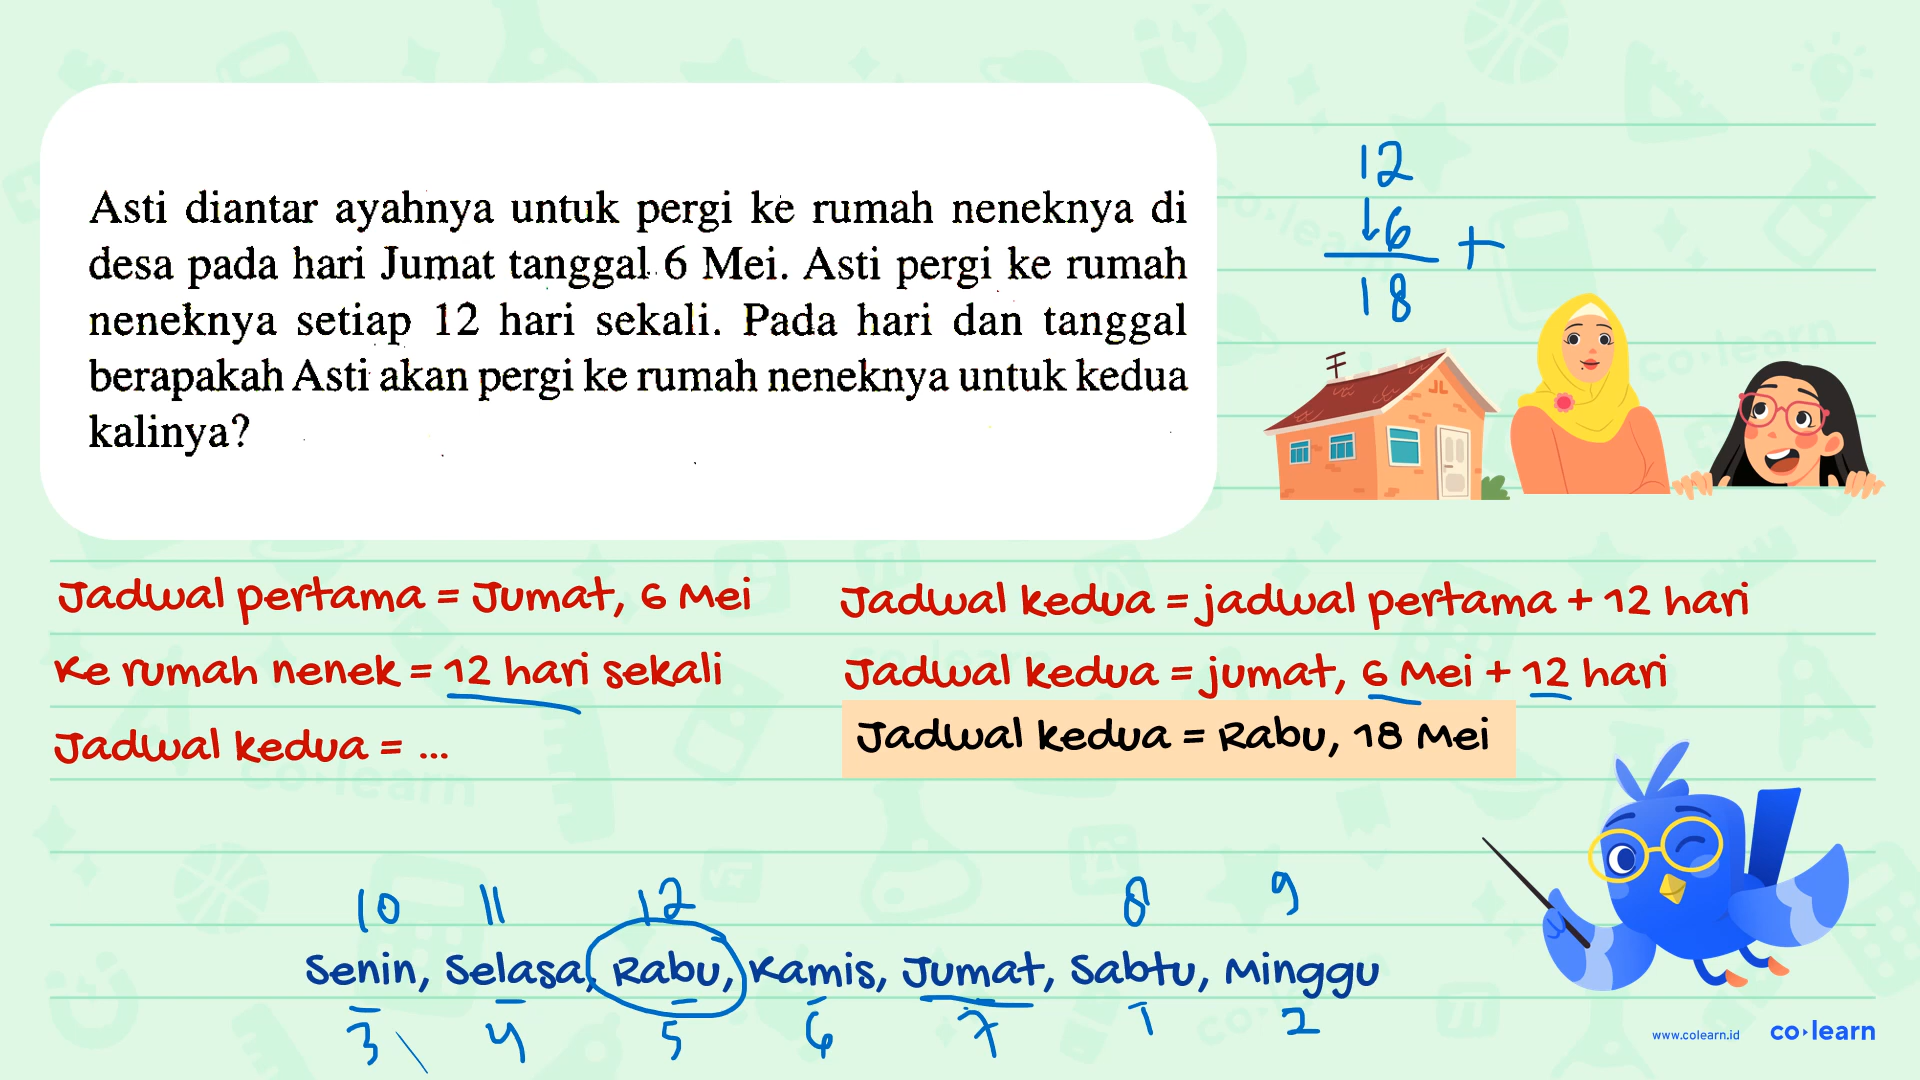 Asti diantar ayahnya untuk pergi ke rumah neneknya di
desa pada hari Jumat tanggal 6 Mei. Asti pergi ke rumah
neneknya setiap 12 hari sekali. Pada hari dan tanggal
berapakah Asti akan pergi ke rumah neneknya untuk kedua
kalinya?
12
6 +
18
Jadwal pertama = Jumat, 6 Mei
Ke rumah nenek = 12 hari sekali
Jadwal kedua = ...
Jadwal kedua = jadwal pertama + 12 hari
Jadwal kedua = jumat, 6 Mei + 12 hari
Jadwal kedua = Rabu, 18 Mei
10 11 12 8 9
Senin, Selasa, Rabu, Kamis, Jumat, Sabtu, Minggu
3 4 5 6 7 1 2
www.colearn.id co learn